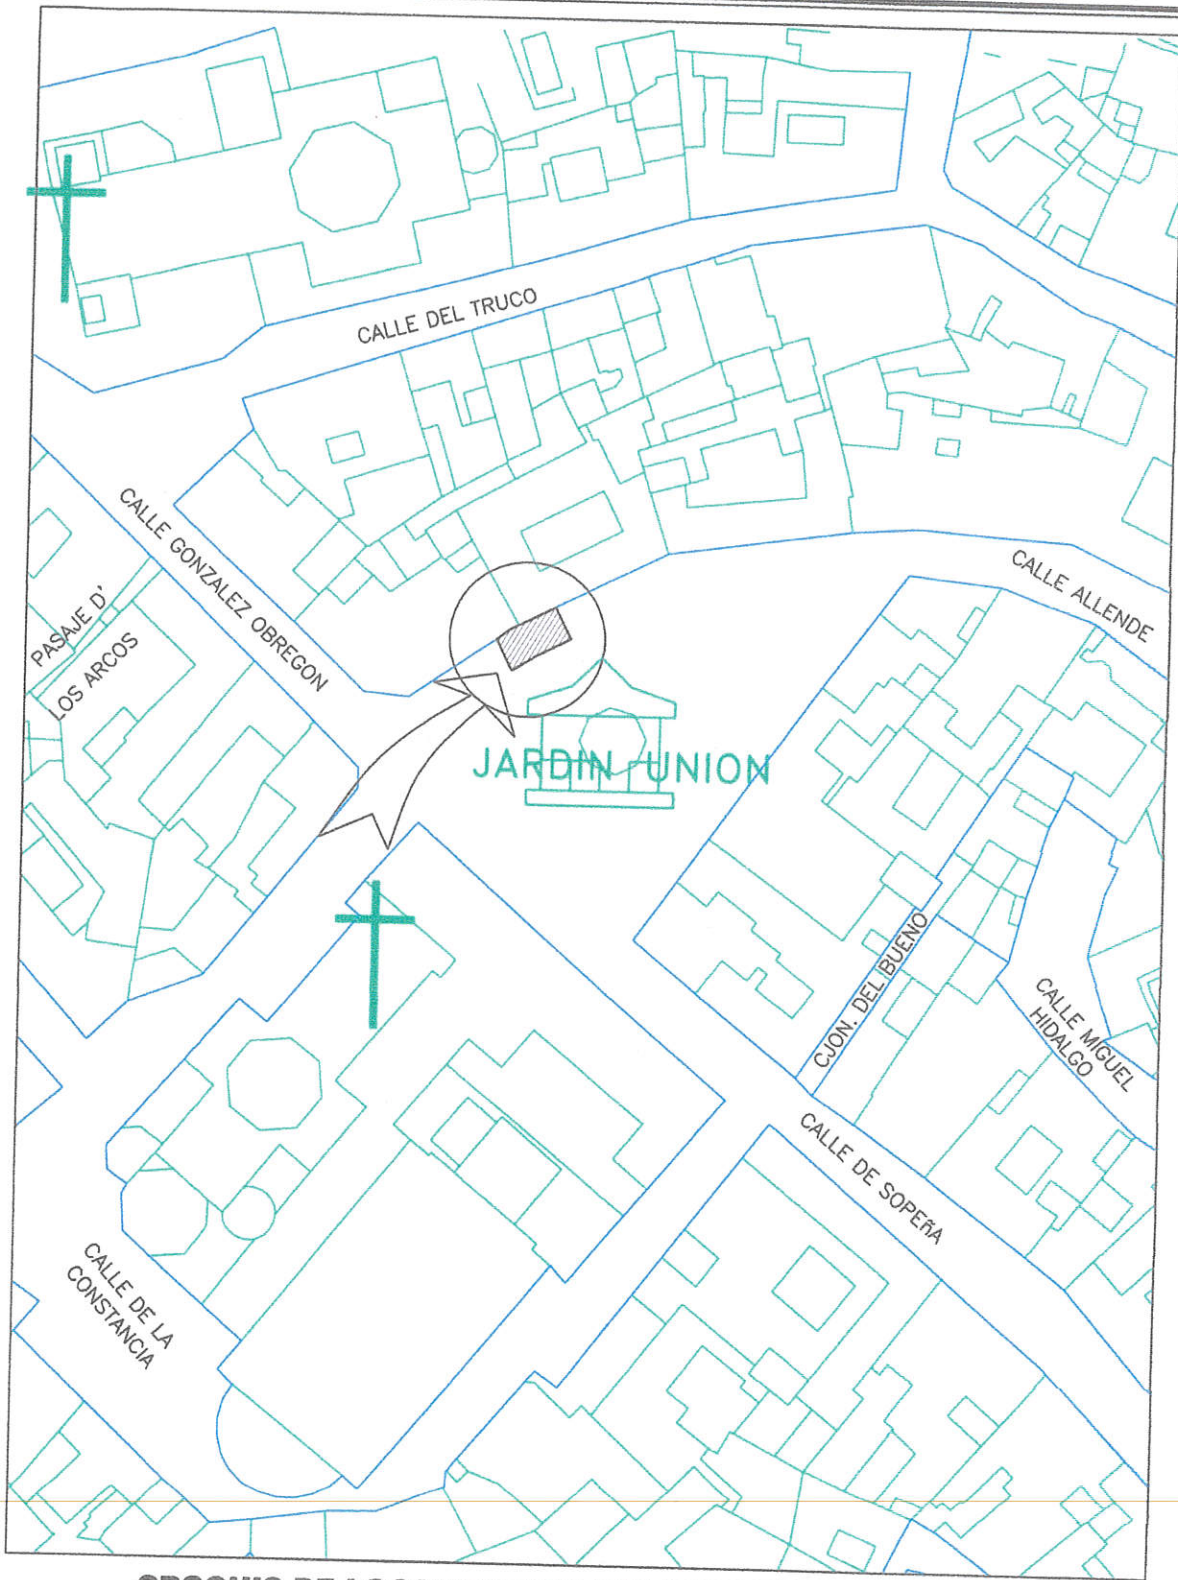 CALLE DEL TRUCO
CALLE GONZALEZ OBREGON
CALLE ALLENDE
PASAJE D'
LOS ARCOS
JARDIN UNION
CJON. DEL BUENO
CALLE MIGUEL
HIDALGO
CALLE DE SOPEñA
CALLE DE LA
CONSTANCIA